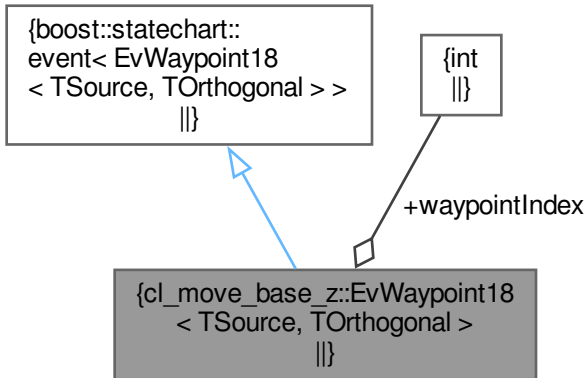 {boost::statechart::
event< EvWaypoint18
< TSource, TOrthogonal > >
||}
{int
||}
+waypointIndex
{cl_move_base_z::EvWaypoint18
< TSource, TOrthogonal >
||}